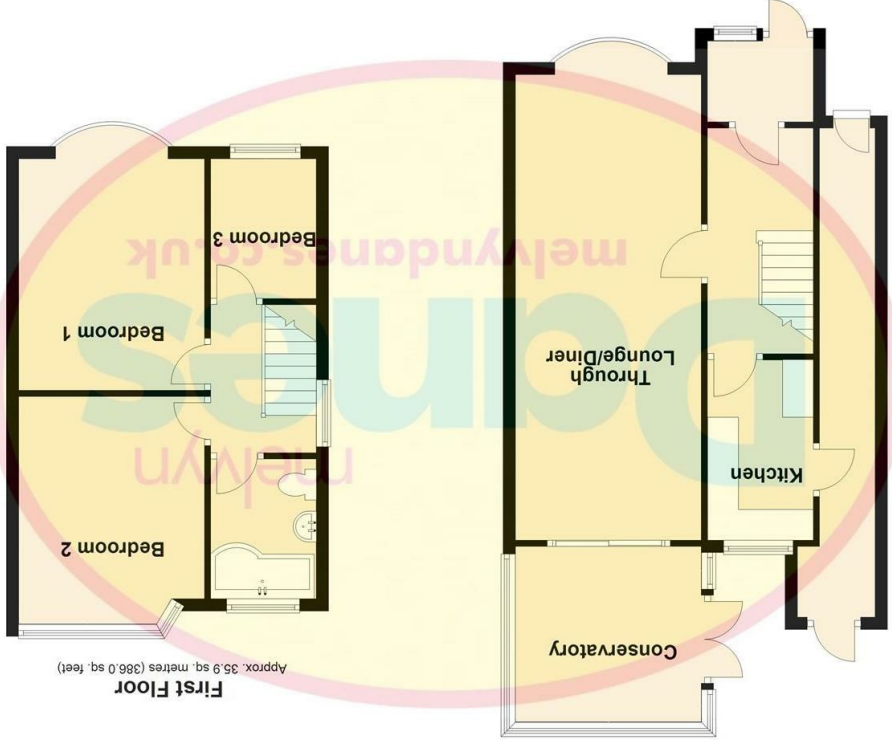 First Floor
Approx. 35.9 sq. metres (386.0 sq. feet)
Conservatory
Bedroom 2
Kitchen
Through
Lounge/Diner
Bedroom 1
Bedroom 3
melvyn
Danes
melvyndanes.co.uk